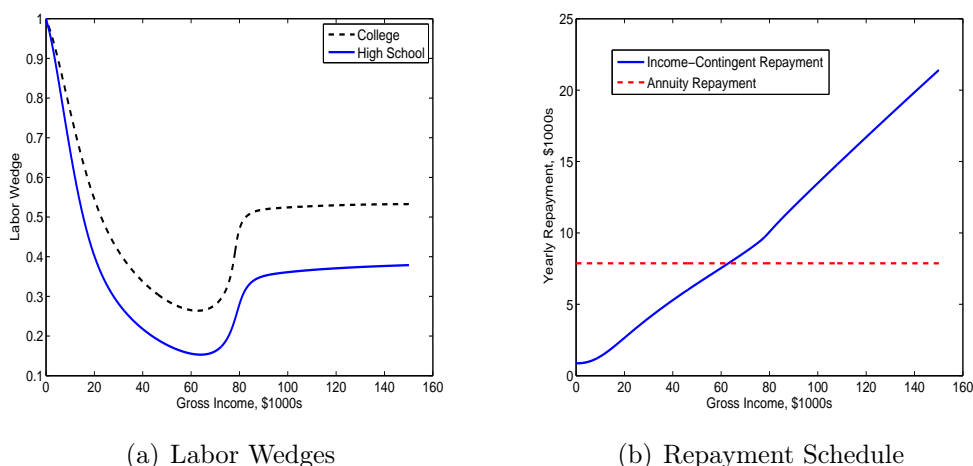 1
0.9
0.8
0.7
0.6
0.5
0.4
0.3
0.2
0.1
Labor Wedge
0 20 40 60 80 100 120 140 160
Gross Income, $1000s
College
High School
(a) Labor Wedges
25
20
15
10
5
0
Yearly Repayment, $1000s
0 20 40 60 80 100 120 140 160
Gross Income, $1000s
Income−Contingent Repayment
Annuity Repayment
(b) Repayment Schedule